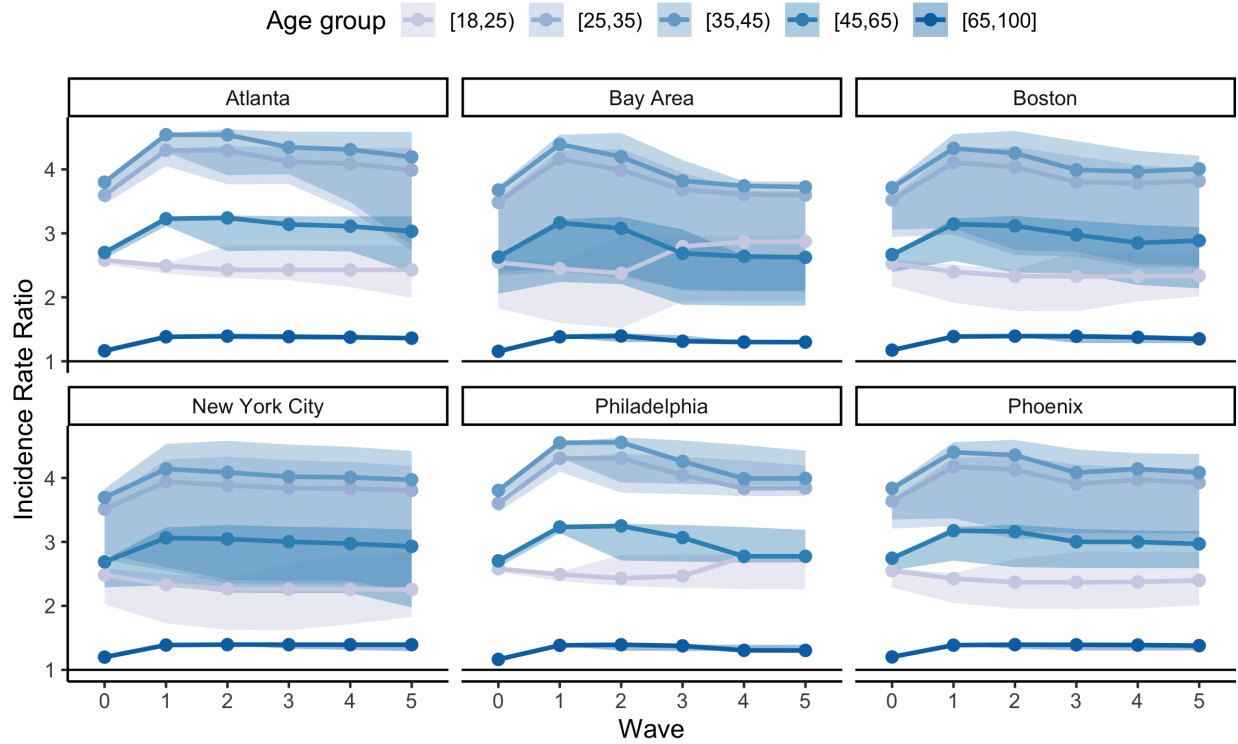 Age group [18,25) [25,35) [35,45) [45,65) [65,100]
Incidence Rate Ratio
Atlanta Bay Area Boston
4
3
2
1
New York City Philadelphia Phoenix
4
3
2
1
0 1 2 3 4 5 0 1 2 3 4 5 0 1 2 3 4 5
Wave